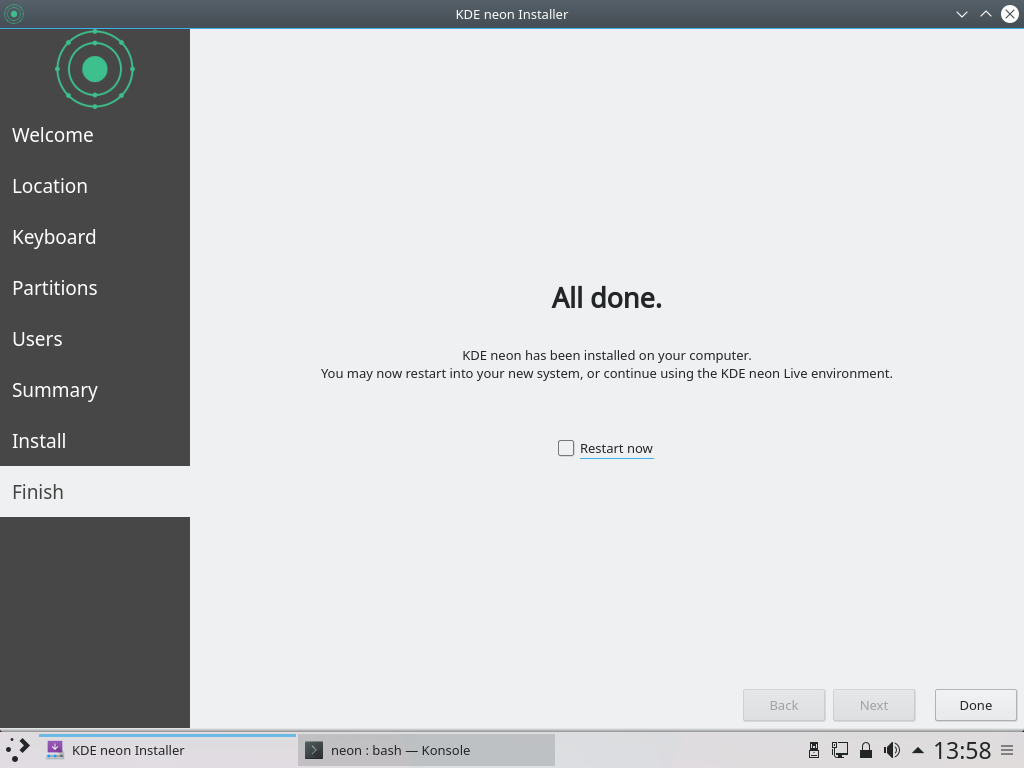 KDE neon Installer
Welcome
Location
Keyboard
Partitions
Users
Summary
Install
Finish
All done.
KDE neon has been installed on your computer.
You may now restart into your new system, or continue using the KDE neon Live environment.
Restart now
Back
Next
Done
KDE neon Installer
neon : bash — Konsole
13:58